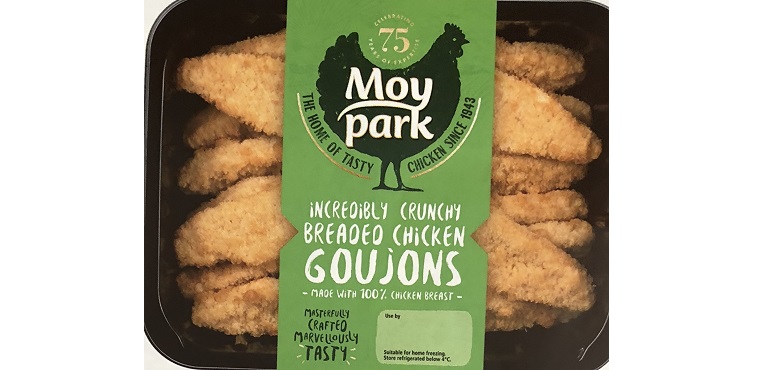 CELEBRATING
75
YEARS OF EXPERTISE
Moy
park
THE HOME OF TASTY CHICKEN SINCE 1943
iNCREDiBLY CRUNCHY
BREADED CHiCKEN
GOUJONS
- MADE WiTH 100% CHiCKEN BREAST -
MASTERFULLY
CRAFTED
MARVELLOUSLY
TASTY
Use by
Suitable for home freezing.
Store refrigerated below 4°C.